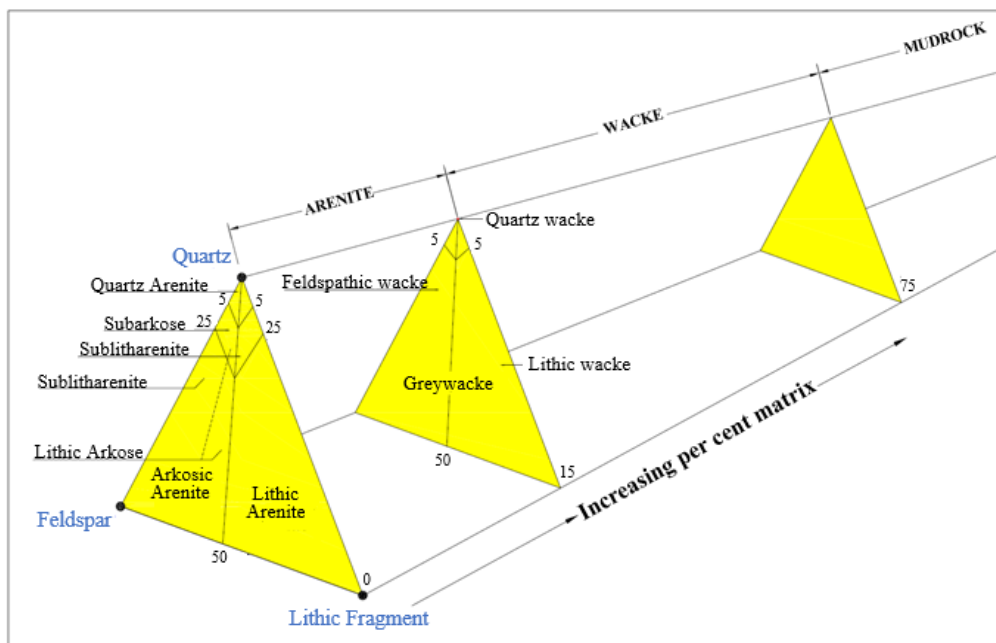 MUDROCK
WACKE
ARENITE
Quartz wacke
5
5
Quartz
Feldspathic wacke
Quartz Arenite
5
5
75
Subarkose
25
25
Sublitharenite
Lithic wacke
Sublitharenite
Greywacke
Increasing per cent matrix
Lithic Arkose
50
15
Arkosic
Arenite
Lithic
Arenite
Feldspar
50
0
Lithic Fragment